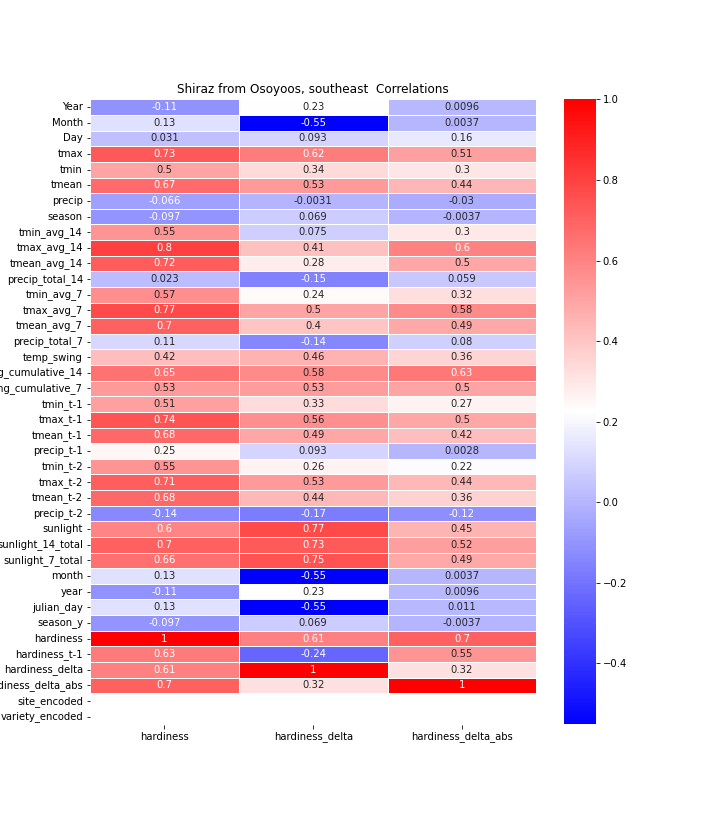 Shiraz from Osoyoos, southeast  Correlations
Year -0.11 0.23 0.0096
Month 0.13 -0.55 0.0037
Day 0.031 0.093 0.16
tmax 0.73 0.62 0.51
tmin 0.5 0.34 0.3
tmean 0.67 0.53 0.44
precip -0.066 -0.0031 -0.03
season -0.097 0.069 -0.0037
tmin_avg_14 0.55 0.075 0.3
tmax_avg_14 0.8 0.41 0.6
tmean_avg_14 0.72 0.28 0.5
precip_total_14 0.023 -0.15 0.059
tmin_avg_7 0.57 0.24 0.32
tmax_avg_7 0.77 0.5 0.58
tmean_avg_7 0.7 0.4 0.49
precip_total_7 0.11 -0.14 0.08
temp_swing 0.42 0.46 0.36
g_cumulative_14 0.65 0.58 0.63
ng_cumulative_7 0.53 0.53 0.5
tmin_t-1 0.51 0.33 0.27
tmax_t-1 0.74 0.56 0.5
tmean_t-1 0.68 0.49 0.42
precip_t-1 0.25 0.093 0.0028
tmin_t-2 0.55 0.26 0.22
tmax_t-2 0.71 0.53 0.44
tmean_t-2 0.68 0.44 0.36
precip_t-2 -0.14 -0.17 -0.12
sunlight 0.6 0.77 0.45
sunlight_14_total 0.7 0.73 0.52
sunlight_7_total 0.66 0.75 0.49
month 0.13 -0.55 0.0037
year -0.11 0.23 0.0096
julian_day 0.13 -0.55 0.011
season_y -0.097 0.069 -0.0037
hardiness 1 0.61 0.7
hardiness_t-1 0.63 -0.24 0.55
hardiness_delta 0.61 1 0.32
diness_delta_abs 0.7 0.32 1
site_encoded
variety_encoded
hardiness hardiness_delta hardiness_delta_abs
1.0
0.8
0.6
0.4
0.2
0.0
−0.2
−0.4